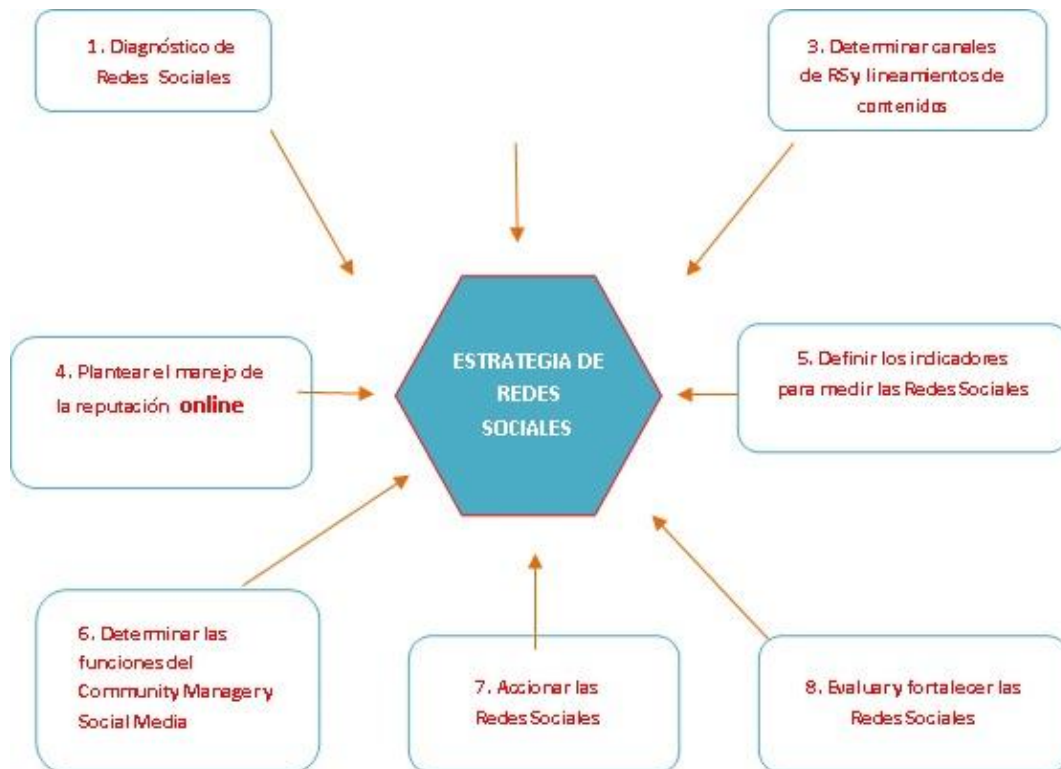 1. Diagnóstico de
Redes Sociales
3. Determinar canales
de RS y lineamientos de
contenidos
4. Plantear el manejo de
la reputación online
ESTRATEGIA DE
REDES
SOCIALES
5. Definir los indicadores
para medir las Redes Sociales
6. Determinar las
funciones del
Community Manager y
Social Media
7. Accionar las
Redes Sociales
8. Evaluar y fortalecer las
Redes Sociales